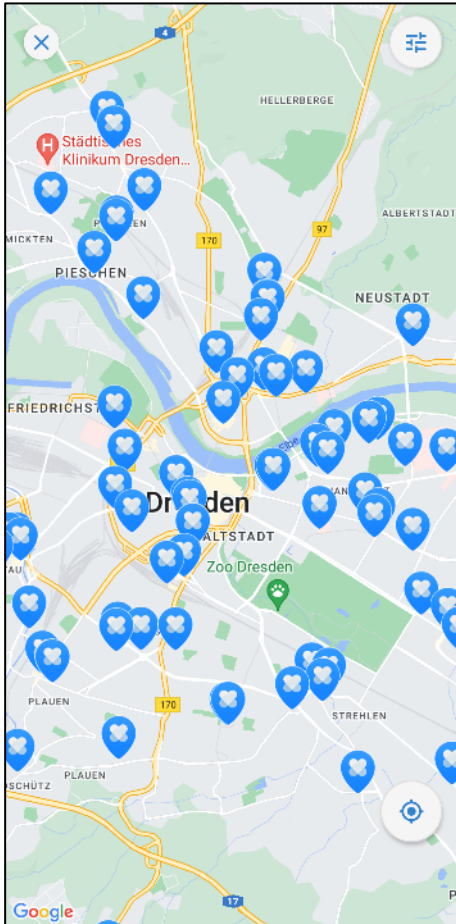 4
HELLERBERGE
H
Städtisches
Klinikum Dresden...
ALBERTSTADT
MICKTEN
97
170
PIESCHEN
NEUSTADT
FRIEDRICHST
Elbe
Dresden
ALTSTADT
Zoo Dresden
170
PLAUEN
STREHLEN
PLAUEN
17
Google